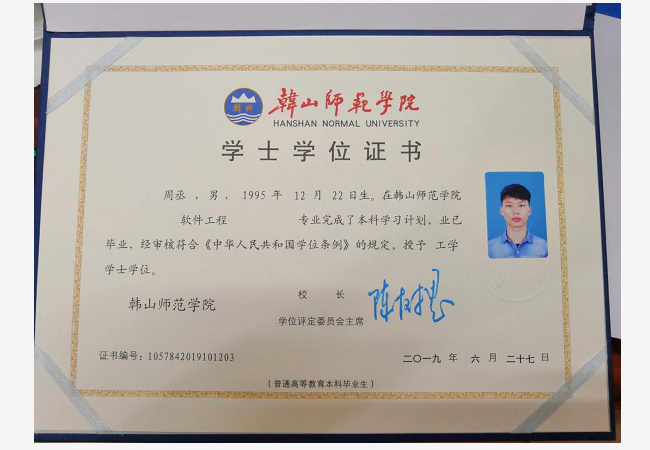 韓山師範學院
HANSHAN NORMAL UNIVERSITY
学士学位证书
周丞 ，男，1995 年 12 月 22日生。在韩山师范学院
软件工程 专业完成了本科学习计划，业已
毕业，经审核符合《中华人民共和国学位条例》的规定，授予 工学
学士学位。
韩山师范学院
校 长
学位评定委员会主席
证书编号：1057842019101203
二〇一九 年 六 月 二十七 日
（普通高等教育本科毕业生）